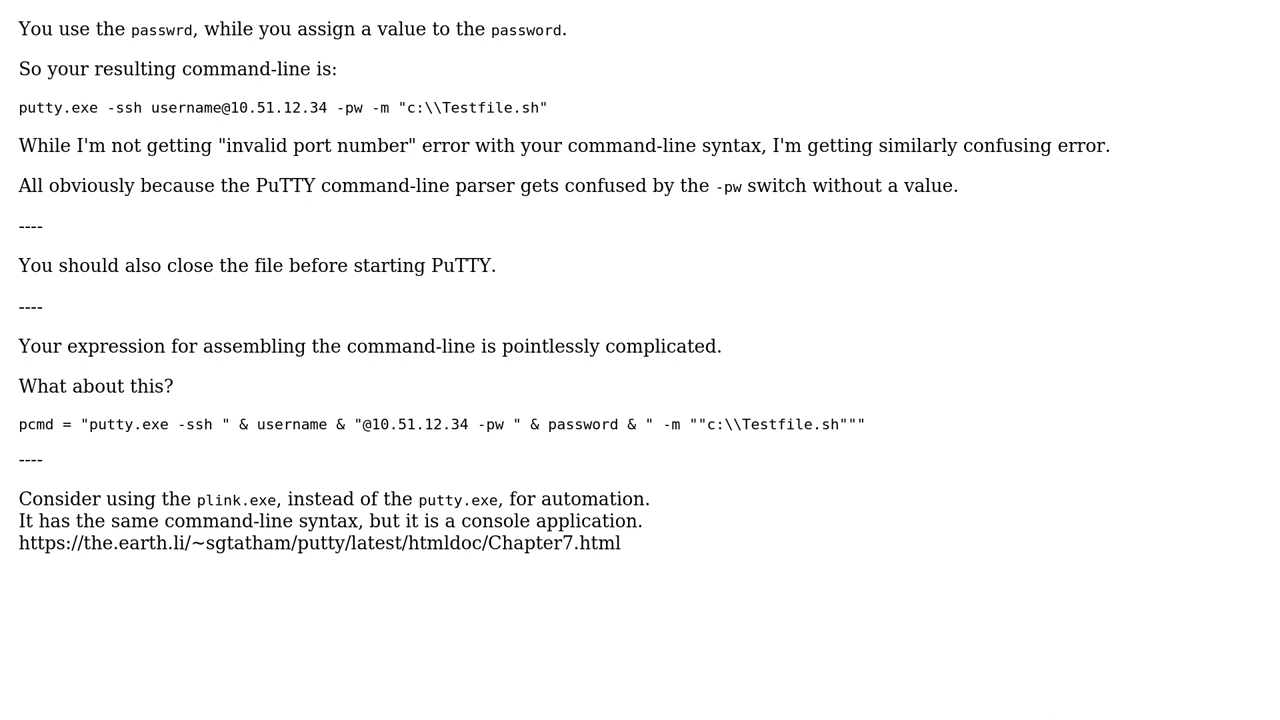 You use the passwrd, while you assign a value to the password.
So your resulting command-line is:
putty.exe -ssh username@10.51.12.34 -pw -m "c:\\Testfile.sh"
While I'm not getting "invalid port number" error with your command-line syntax, I'm getting similarly confusing error.
All obviously because the PuTTY command-line parser gets confused by the -pw switch without a value.
----
You should also close the file before starting PuTTY.
----
Your expression for assembling the command-line is pointlessly complicated.
What about this?
pcmd = "putty.exe -ssh " & username & "@10.51.12.34 -pw " & password & " -m ""c:\\Testfile.sh"""
----
Consider using the plink.exe, instead of the putty.exe, for automation.
It has the same command-line syntax, but it is a console application.
https://the.earth.li/~sgtatham/putty/latest/htmldoc/Chapter7.html